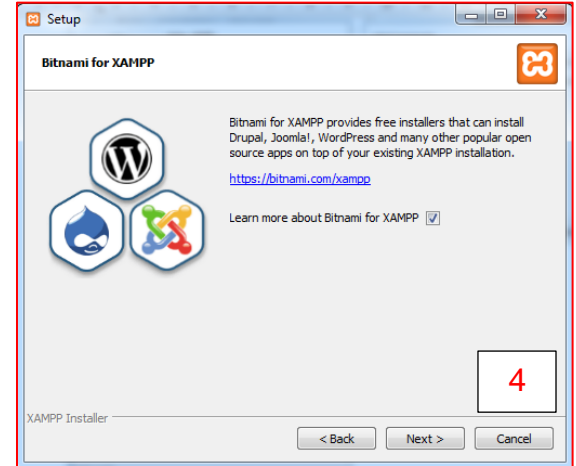 Setup
Bitnami for XAMPP
Bitnami for XAMPP provides free installers that can install
Drupal, Joomla!, WordPress and many other popular open
source apps on top of your existing XAMPP installation.
https://bitnami.com/xampp
Learn more about Bitnami for XAMPP
4
XAMPP Installer
< Back Next > Cancel